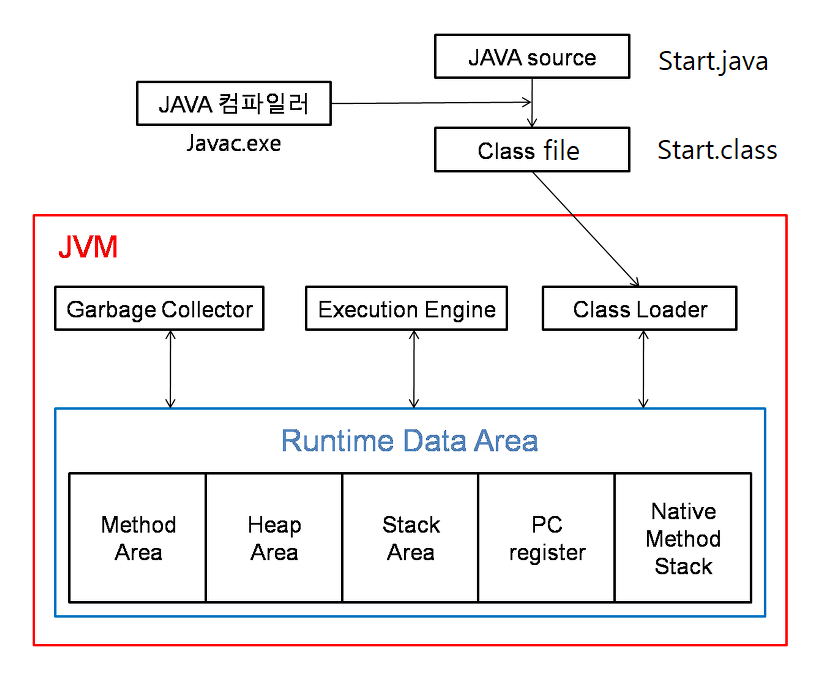 JAVA source
Start.java
JAVA 컴파일러
Javac.exe
Class file
Start.class
JVM
Garbage Collector
Execution Engine
Class Loader
Runtime Data Area
Method
Area
Heap
Area
Stack
Area
PC
register
Native
Method
Stack